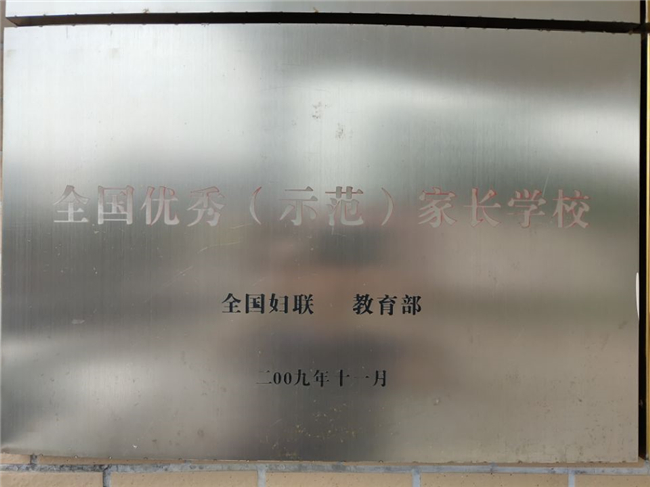 全国优秀（示范）家长学校
全国妇联 教育部
二00九年十一月